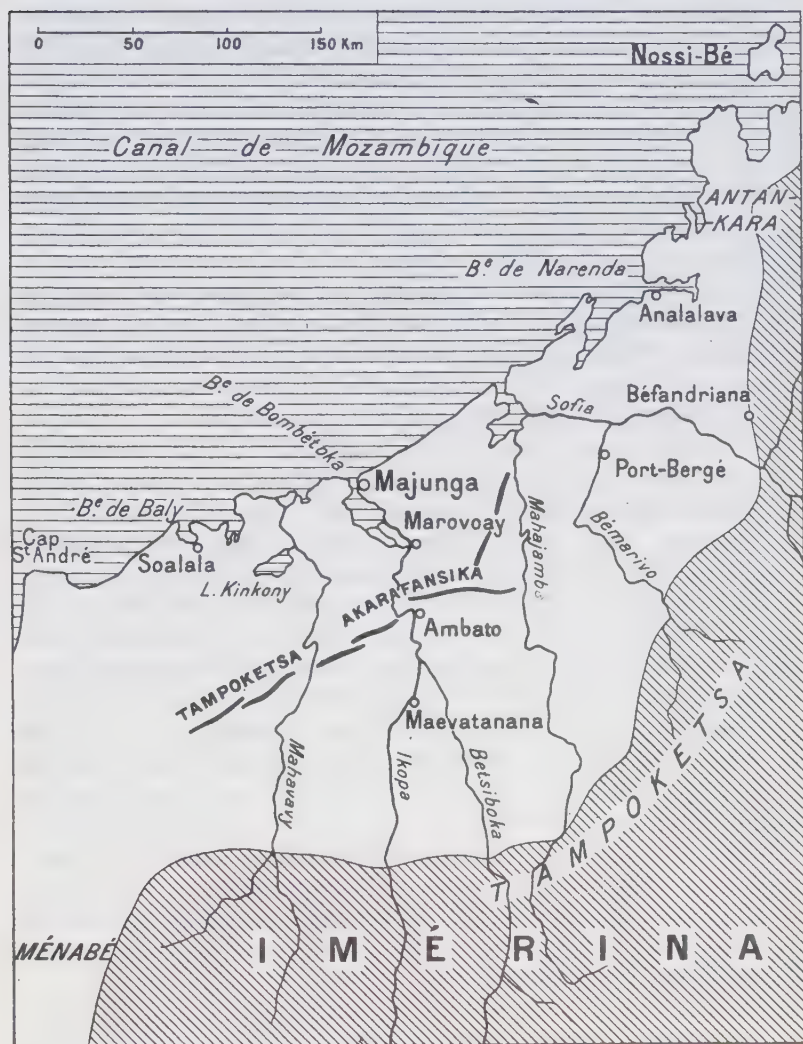 0 50 100 150 Km
Nossi-Bé
Canal de Mozambique
ANTAN-
KARA
Be. de Narenda
Analalava
Béfandriana
Sofia
Be. de Bombétoka
Port-Bergé
Majunga
Be. de Baly
Marovoay
Cap
St André
Soalala
L. Kinkony
Mahajamba
Bémarivo
AKARAFANSIKA
Ambato
TAMPOKETSA
Maevatanana
Mahavavy
Ikopa
Betsiboka
TAMPOKETSA
MÉNABÉ
IMÉRINA